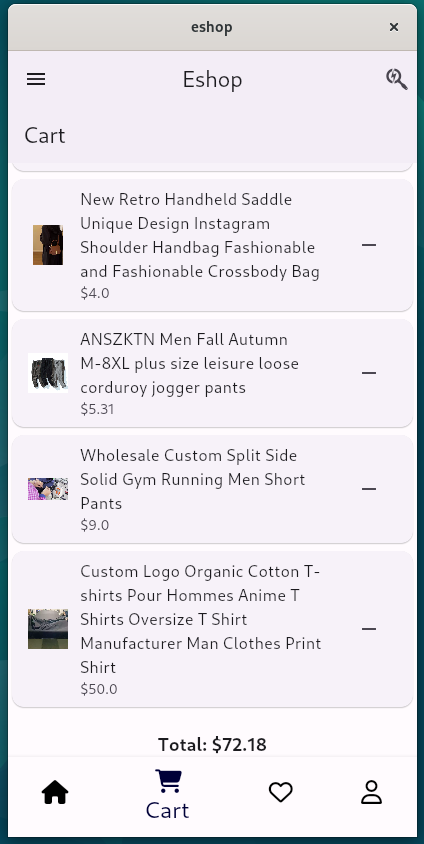 eshop
Eshop
Cart
New Retro Handheld Saddle
Unique Design Instagram
Shoulder Handbag Fashionable
and Fashionable Crossbody Bag
$4.0
ANSZKTN Men Fall Autumn
M-8XL plus size leisure loose
corduroy jogger pants
$5.31
Wholesale Custom Split Side
Solid Gym Running Men Short
Pants
$9.0
Custom Logo Organic Cotton T-
shirts Pour Hommes Anime T
Shirts Oversize T Shirt
Manufacturer Man Clothes Print
Shirt
$50.0
Total: $72.18
Cart